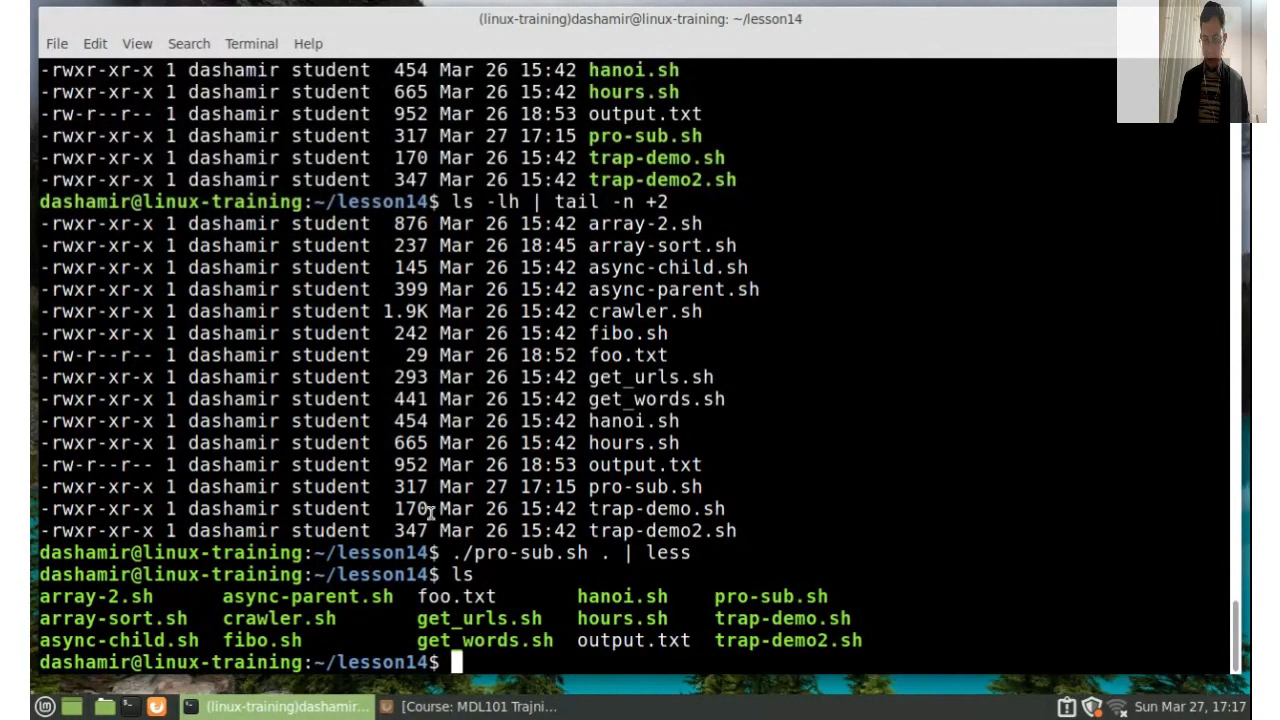 (linux-training)dashamir@linux-training: ~/lesson14
File Edit View Search Terminal Help
-rwxr-xr-x 1 dashamir student  454 Mar 26 15:42 hanoi.sh
-rwxr-xr-x 1 dashamir student  665 Mar 26 15:42 hours.sh
-rw-r--r-- 1 dashamir student  952 Mar 26 18:53 output.txt
-rwxr-xr-x 1 dashamir student  317 Mar 27 17:15 pro-sub.sh
-rwxr-xr-x 1 dashamir student  170 Mar 26 15:42 trap-demo.sh
-rwxr-xr-x 1 dashamir student  347 Mar 26 15:42 trap-demo2.sh
dashamir@linux-training:~/lesson14$ ls -lh | tail -n +2
-rwxr-xr-x 1 dashamir student  876 Mar 26 15:42 array-2.sh
-rwxr-xr-x 1 dashamir student  237 Mar 26 18:45 array-sort.sh
-rwxr-xr-x 1 dashamir student  145 Mar 26 15:42 async-child.sh
-rwxr-xr-x 1 dashamir student  399 Mar 26 15:42 async-parent.sh
-rwxr-xr-x 1 dashamir student 1.9K Mar 26 15:42 crawler.sh
-rwxr-xr-x 1 dashamir student  242 Mar 26 15:42 fibo.sh
-rw-r--r-- 1 dashamir student   29 Mar 26 18:52 foo.txt
-rwxr-xr-x 1 dashamir student  293 Mar 26 15:42 get_urls.sh
-rwxr-xr-x 1 dashamir student  441 Mar 26 15:42 get_words.sh
-rwxr-xr-x 1 dashamir student  454 Mar 26 15:42 hanoi.sh
-rwxr-xr-x 1 dashamir student  665 Mar 26 15:42 hours.sh
-rw-r--r-- 1 dashamir student  952 Mar 26 18:53 output.txt
-rwxr-xr-x 1 dashamir student  317 Mar 27 17:15 pro-sub.sh
-rwxr-xr-x 1 dashamir student  170 Mar 26 15:42 trap-demo.sh
-rwxr-xr-x 1 dashamir student  347 Mar 26 15:42 trap-demo2.sh
dashamir@linux-training:~/lesson14$ ./pro-sub.sh . | less
dashamir@linux-training:~/lesson14$ ls
array-2.sh async-parent.sh foo.txt hanoi.sh pro-sub.sh
array-sort.sh crawler.sh get_urls.sh hours.sh trap-demo.sh
async-child.sh fibo.sh get_words.sh output.txt trap-demo2.sh
dashamir@linux-training:~/lesson14$
(linux-training)dashamir... [Course: MDL101 Trajni... Sun Mar 27, 17:17